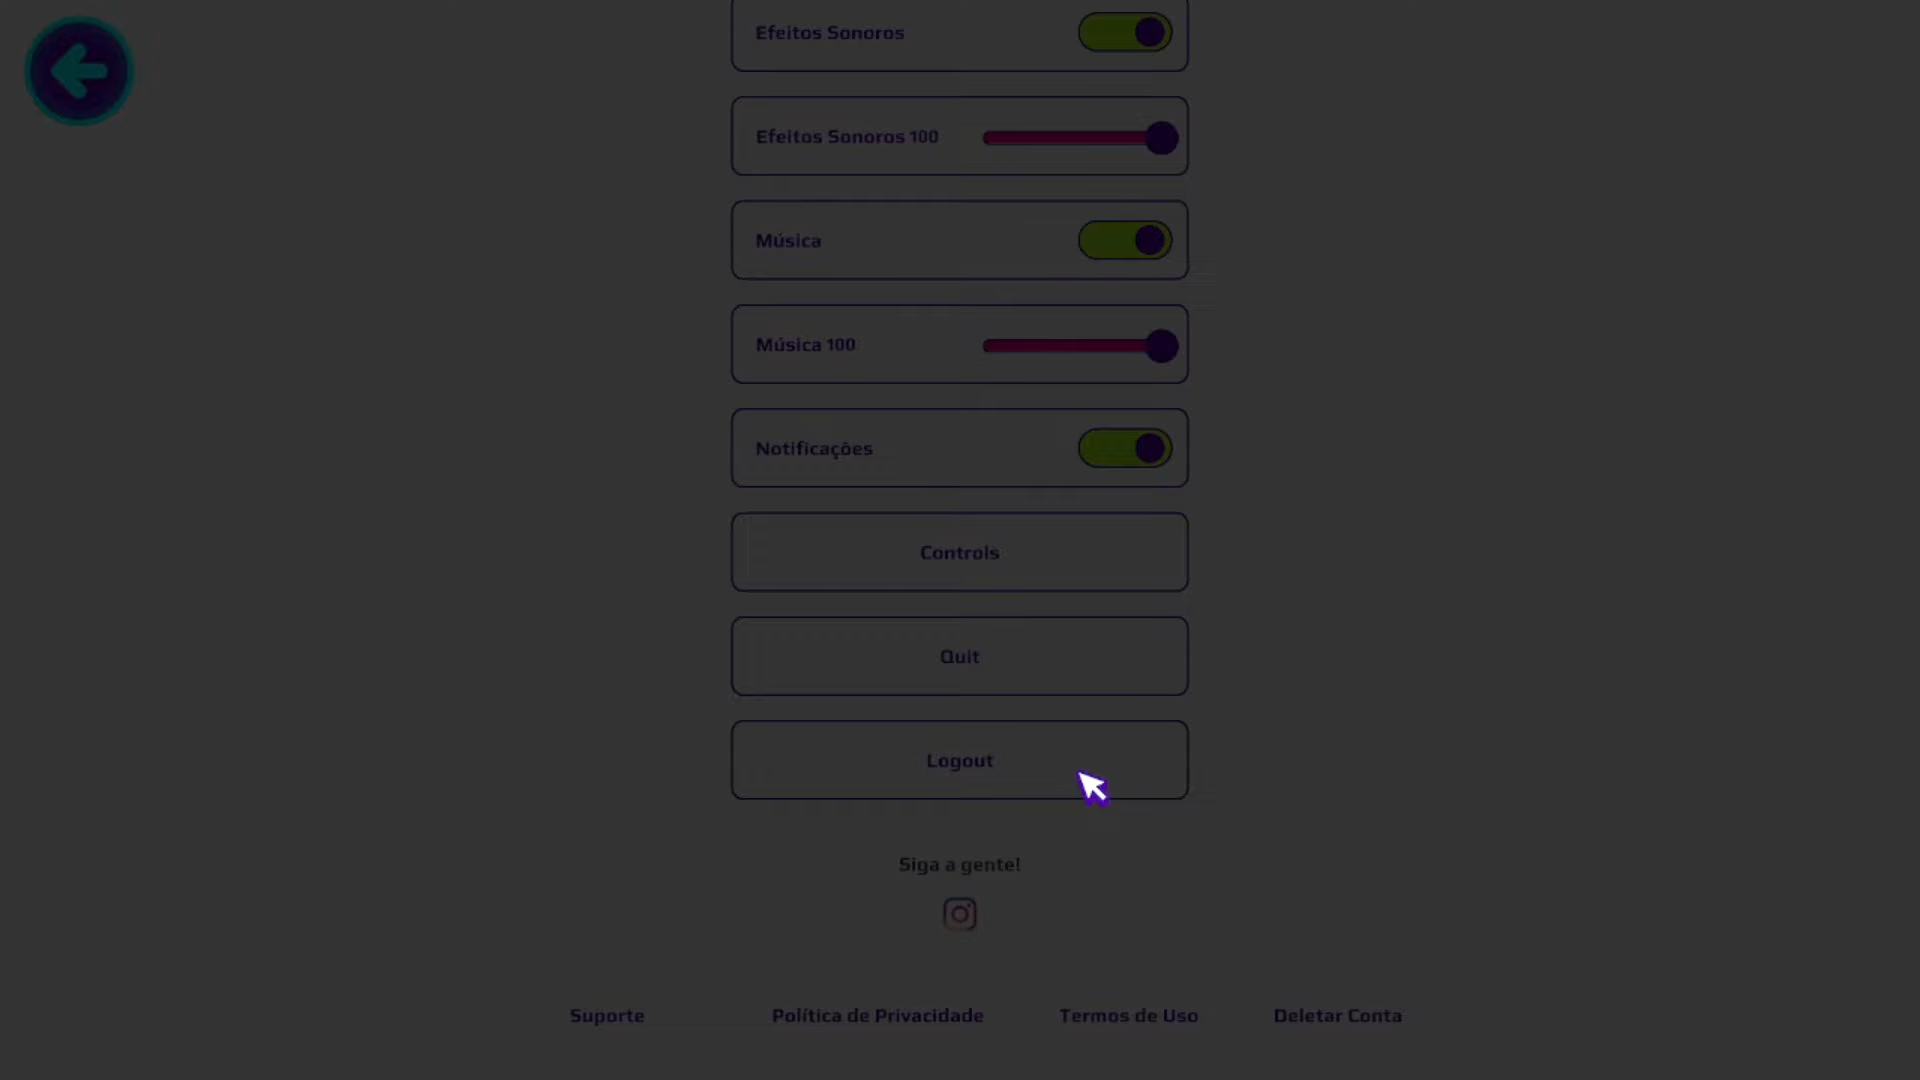 Efeitos Sonoros
Efeitos Sonoros 100
Música
Música 100
Notificações
Controls
Quit
Logout
Siga a gente!
Suporte
Política de Privacidade
Termos de Uso
Deletar Conta